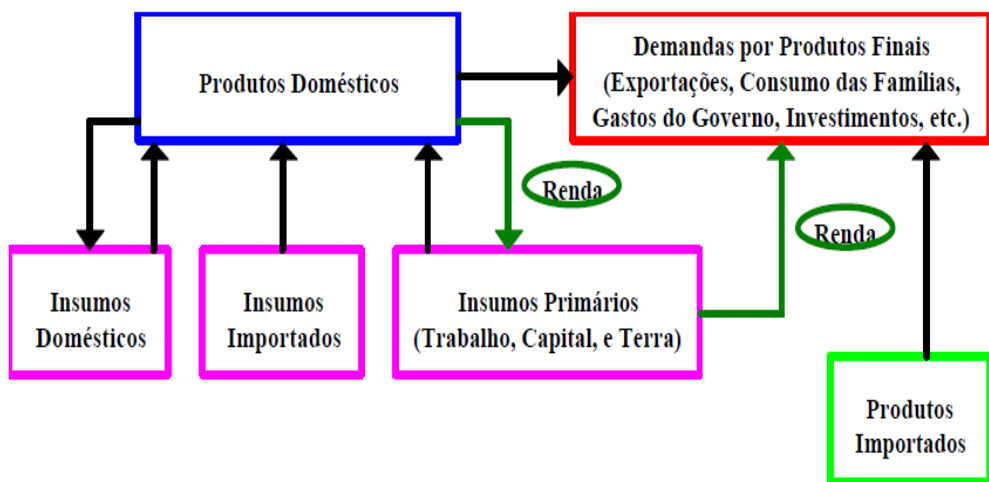 Produtos Domésticos
Demandas por Produtos Finais
(Exportações, Consumo das Famílias,
Gastos do Governo, Investimentos, etc.)
Renda
Renda
Insumos
Domésticos
Insumos
Importados
Insumos Primários
(Trabalho, Capital, e Terra)
Produtos
Importados